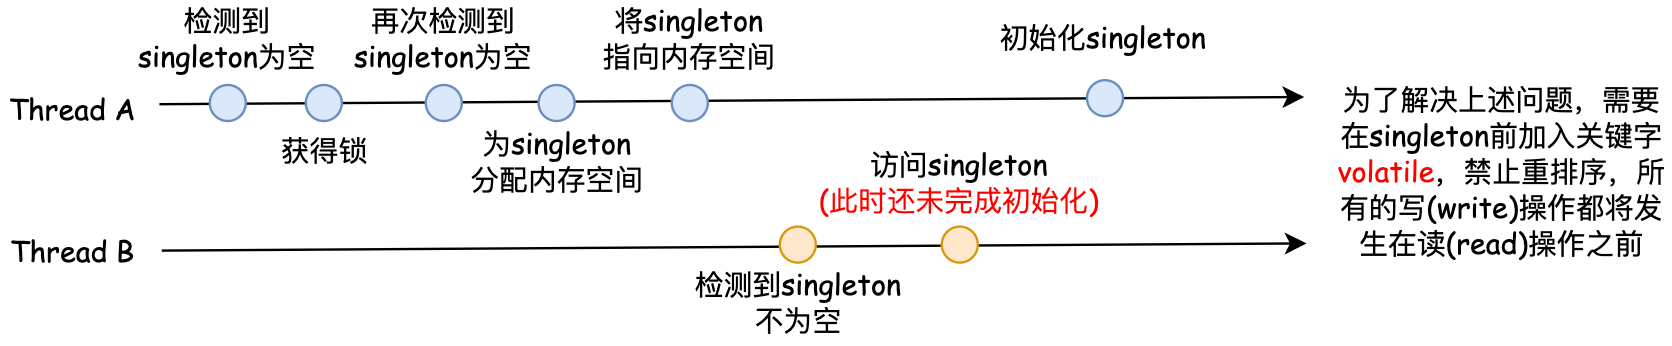 检测到
singleton为空
再次检测到
singleton为空
将singleton
指向内存空间
初始化singleton
Thread A
获得锁
为singleton
分配内存空间
访问singleton
(此时还未完成初始化)
Thread B
检测到singleton
不为空
为了解决上述问题，需要
在singleton前加入关键字
volatile，禁止重排序，所
有的写(write)操作都将发
生在读(read)操作之前